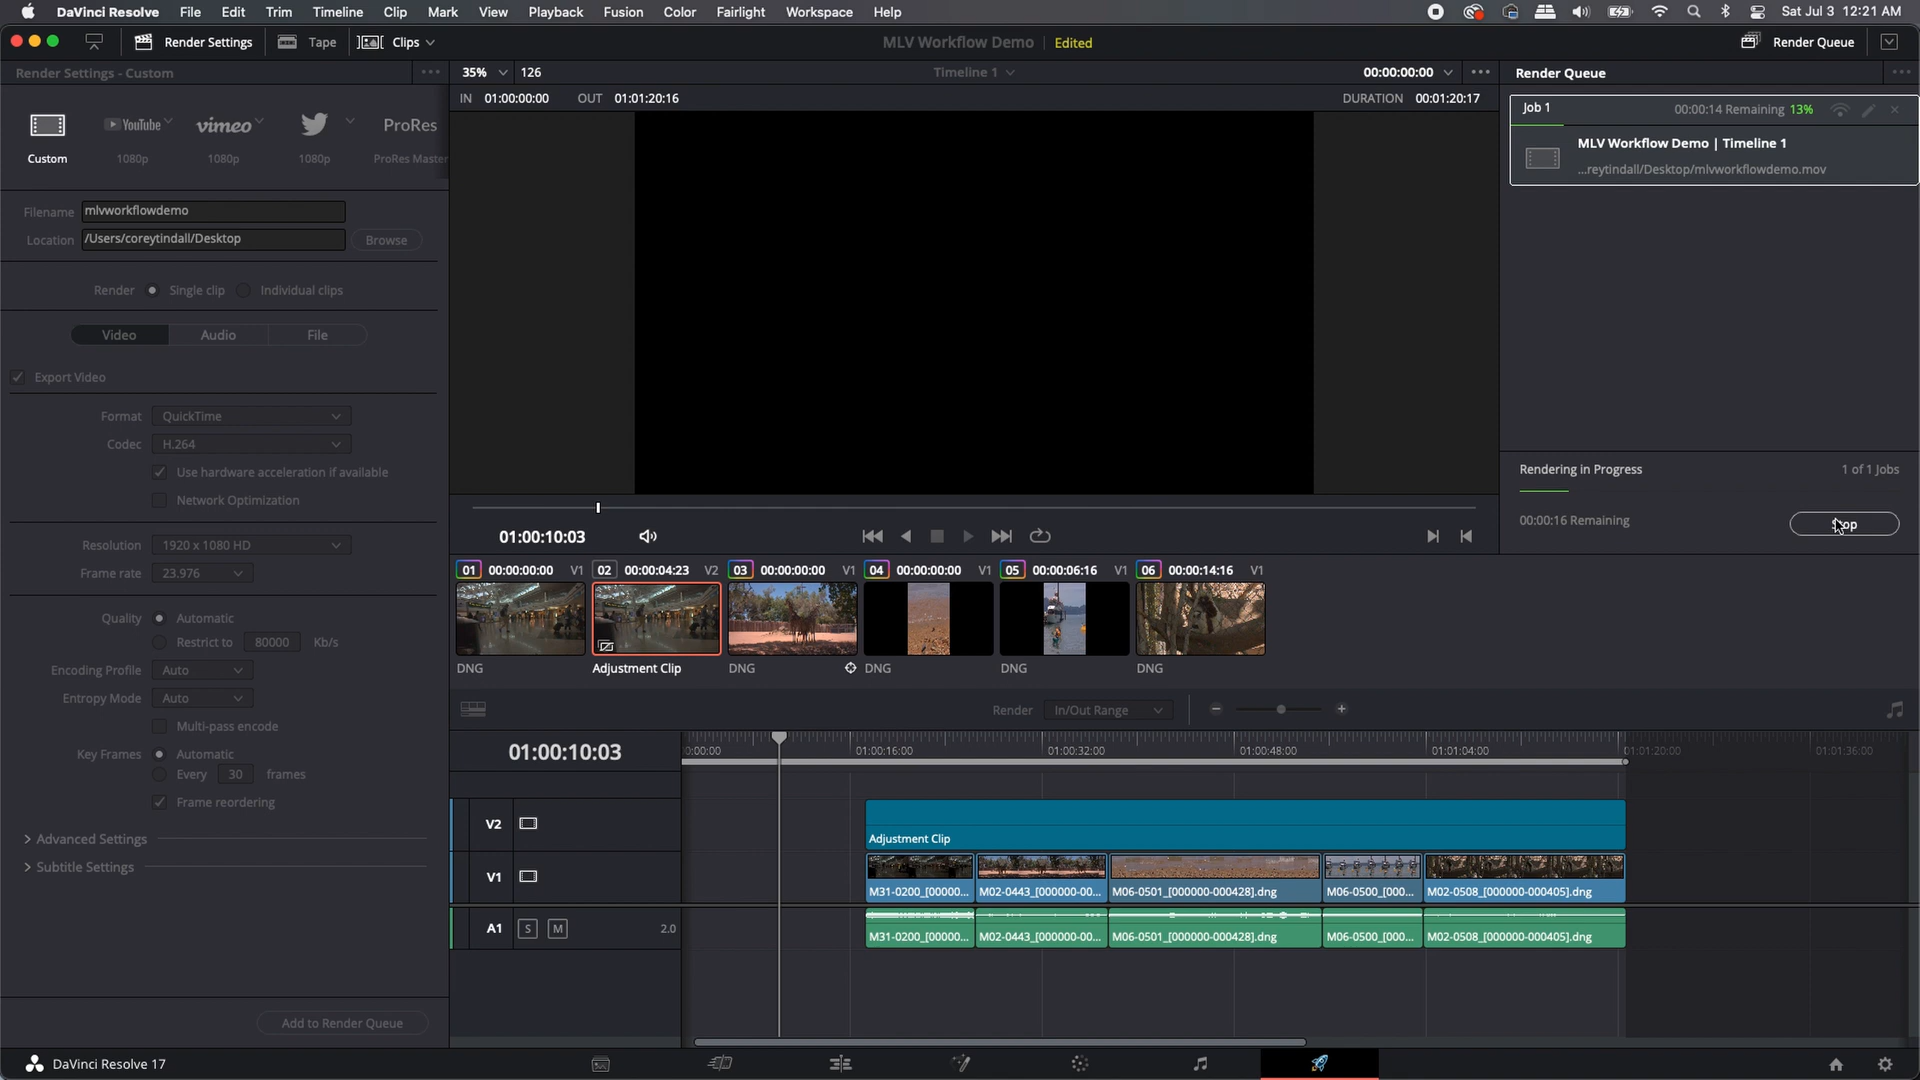 DaVinci Resolve File Edit Trim Timeline Clip Mark View Playback Fusion Color Fairlight Workspace Help Sat Jul 3 12:21 AM
Render Settings Tape Clips MLV Workflow Demo Edited Render Queue
Render Settings - Custom 35% 126 Timeline 1 00:00:00:00 Render Queue
IN 01:00:00:00 OUT 01:01:20:16 DURATION 00:01:20:17
Job 1 00:00:14 Remaining 13%
MLV Workflow Demo | Timeline 1
...reytindall/Desktop/mlvworkflowdemo.mov
YouTube vimeo ProRes
Custom 1080p 1080p 1080p ProRes Master
Filename mlvworkflowdemo
Location /Users/coreytindall/Desktop Browse
Render Single clip Individual clips
Video Audio File
Export Video
Format QuickTime
Codec H.264
Use hardware acceleration if available
Network Optimization
Resolution 1920 x 1080 HD
Frame rate 23.976
Quality Automatic
Restrict to 80000 Kb/s
Encoding Profile Auto
Entropy Mode Auto
Multi-pass encode
Key Frames Automatic
Every 30 frames
Frame reordering
Advanced Settings
Subtitle Settings
Add to Render Queue
Rendering in Progress 1 of 1 Jobs
00:00:16 Remaining Stop
01:00:10:03
01 00:00:00:00 V1 02 00:00:04:23 V2 03 00:00:00:00 V1 04 00:00:00:00 V1 05 00:00:06:16 V1 06 00:00:14:16 V1
DNG Adjustment Clip DNG DNG DNG DNG
Render In/Out Range
01:00:10:03 0:00:00 01:00:16:00 01:00:32:00 01:00:48:00 01:01:04:00 01:01:20:00 01:01:36:00
V2 Adjustment Clip
V1 M31-0200_[00000... M02-0443_[000000-00... M06-0501_[000000-000428].dng M06-0500_[000... M02-0508_[000000-000405].dng
A1 S M 2.0 M31-0200_[00000... M02-0443_[000000-00... M06-0501_[000000-000428].dng M06-0500_[000... M02-0508_[000000-000405].dng
DaVinci Resolve 17